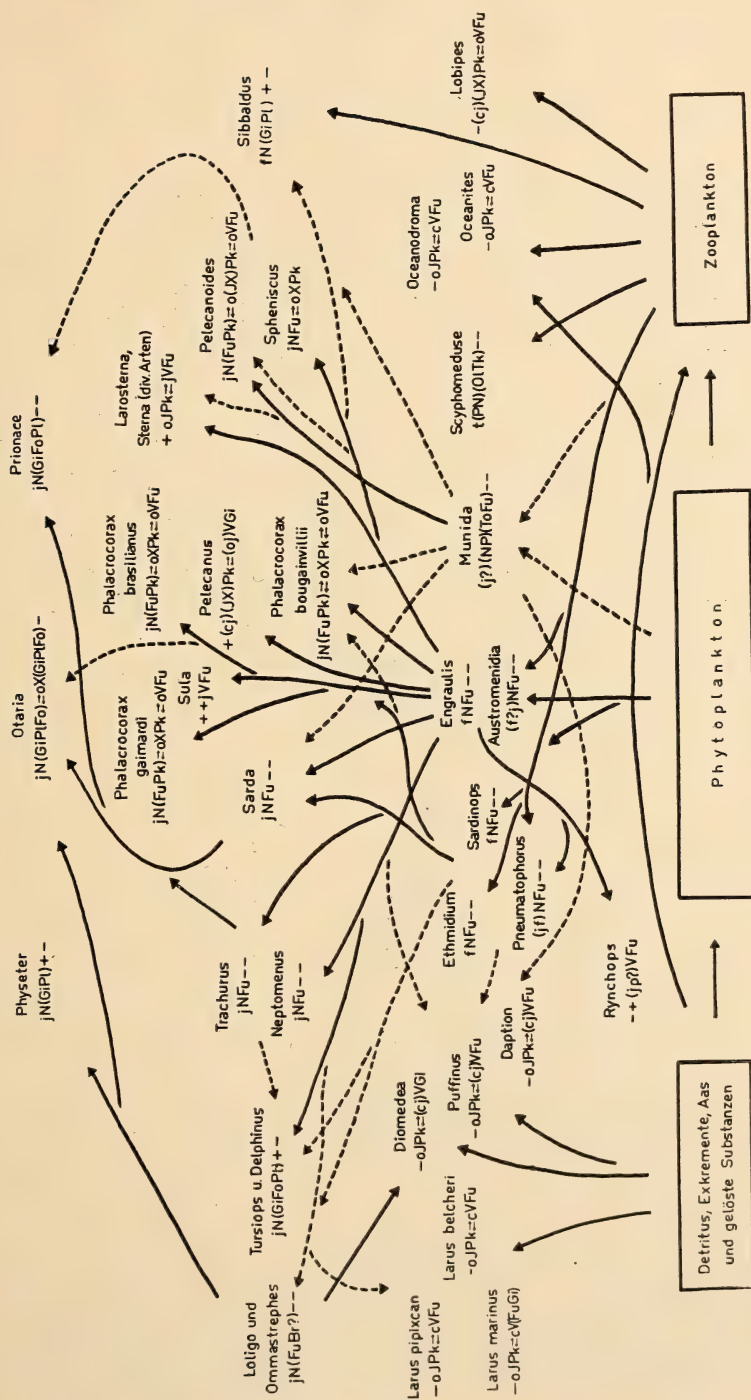 Physeter
jN(GiPl)+-
Otaria
jN(GiPlFo)=oX(GiPlFo)-
Prionace
jN(GiFoPl)--
Phalacrocorax
brasilianus
jN(FuPk)=oXPk=oVFu
Larosterna,
Sterna (div. Arten)
+ oJPk=jVFu
Phalacrocorax
gaimardi
jN(FuPk)=oXPk=oVFu
Sula
++jVFu
Pelecanus
+(cj)(JX)Pk=(oj)VGi
Pelecanoides
jN(FuPk)=o(JX)Pk=oVFu
Sibbaldus
fN(GiPl)+-
Trachurus
jNFu--
Sarda
jNFu--
Phalacrocorax
bougainvillii
jN(FuPk)=oXPk=oVFu
Spheniscus
jNFu=oXPk
Loligo und
Ommastrephes
jN(FuBr?)--
Tursiops u. Delphinus
jN(GiFoPl)+-
Neptomenus
jNFu--
Diomedea
-oJPk=(cj)VGi
Engraulis
fNFu--
Munida
(j?)(NP)(ToFu)--
Oceanodroma
-oJPk=cVFu
Larus pipixcan
-oJPk=cVFu
Larus belcheri
-oJPk=cVFu
Puffinus
-oJPk=(cj)VFu
Ethmidium
fNFu--
Sardinops
fNFu--
Austromenidia
(f?j)NFu--
Scyphomeduse
t(PN)(OlTk)--
Oceanites
-oJPk=cVFu
Lobipes
-(cj)(JX)Pk=oVFu
Larus marinus
-oJPk=cV(FuGi)
Daption
-oJPk=(cj)VFu
Pneumatophorus
(jf)NFu--
Rynchops
-+(jp?)VFu
Detritus, Exkremente, Aas
und gelöste Substanzen
Phytoplankton
Zooplankton